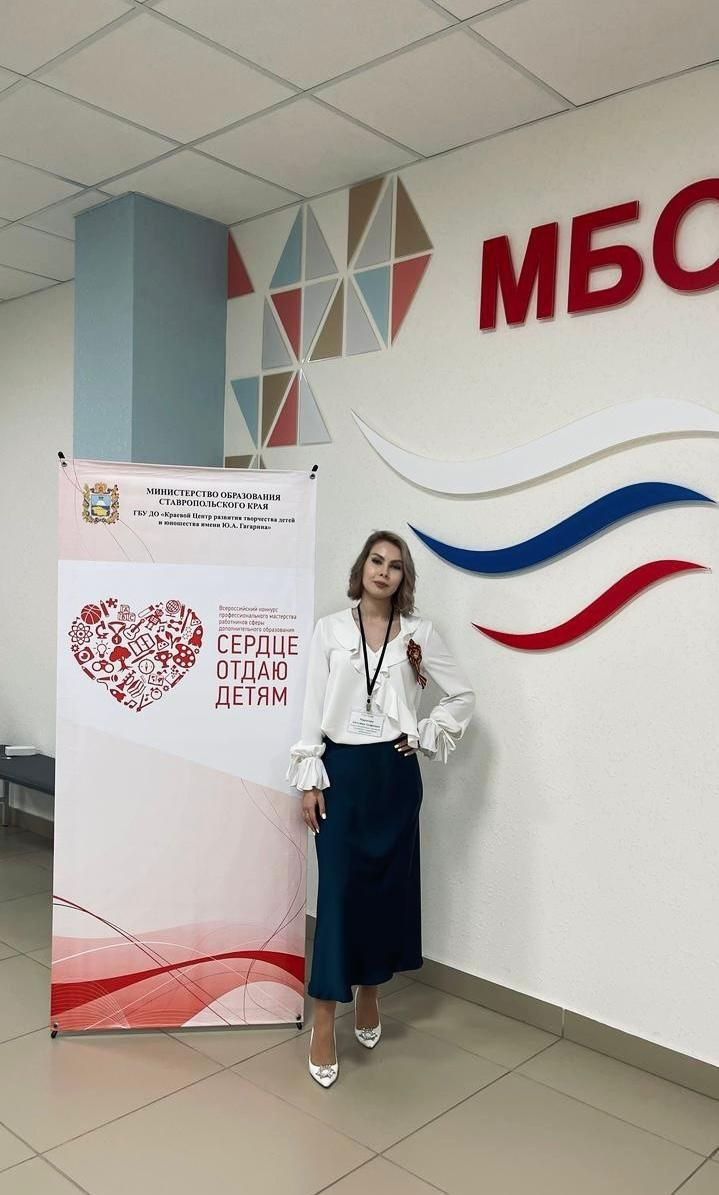 МБО
МИНИСТЕРСТВО ОБРАЗОВАНИЯ
СТАВРОПОЛЬСКОГО КРАЯ
ГБУ ДО «Краевой Центр развития творчества детей
и юношества имени Ю.А. Гагарина»
Всероссийский конкурс
профессионального мастерства
работников сферы
дополнительного образования
СЕРДЦЕ
ОТДАЮ
ДЕТЯМ